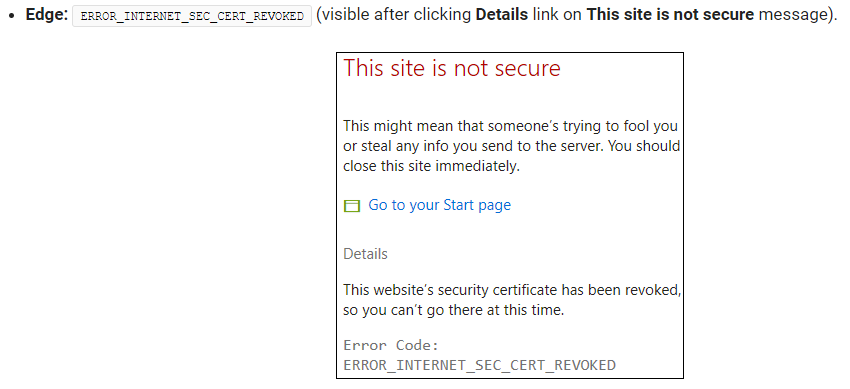 • Edge: ERROR_INTERNET_SEC_CERT_REVOKED (visible after clicking Details link on This site is not secure message).
This site is not secure
This might mean that someone's trying to fool you
or steal any info you send to the server. You should
close this site immediately.
Go to your Start page
Details
This website's security certificate has been revoked,
so you can't go there at this time.
Error Code:
ERROR_INTERNET_SEC_CERT_REVOKED